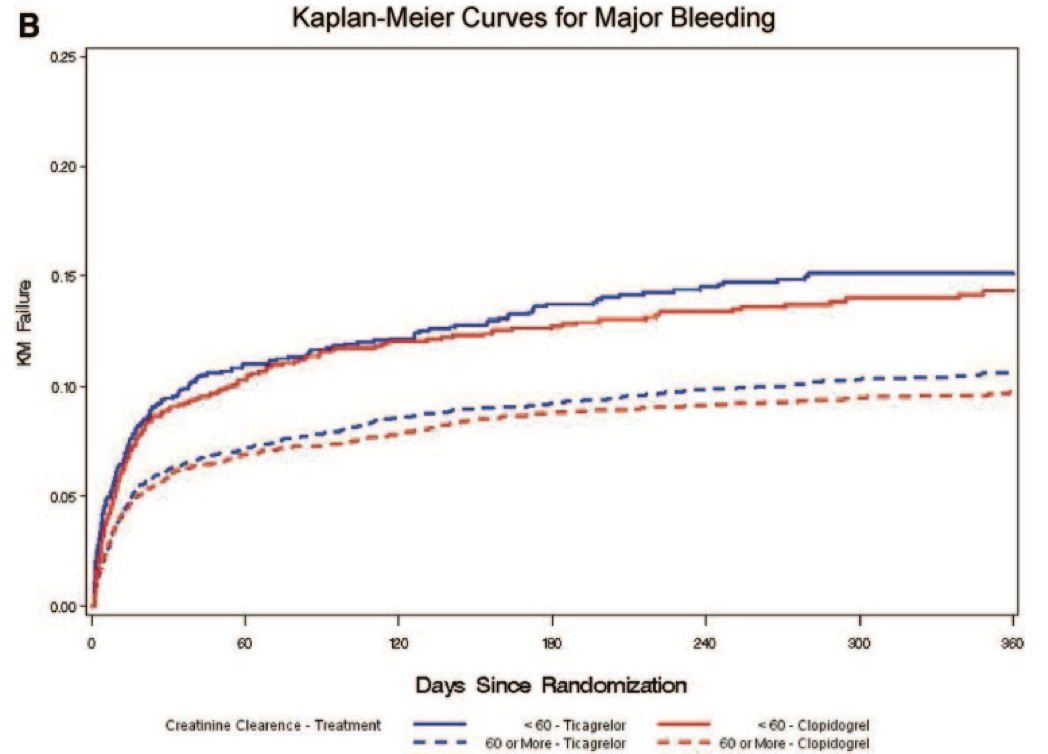 B
Kaplan-Meier Curves for Major Bleeding
0.25
0.20
0.15
0.10
0.05
0.00
KM Failure
0 60 120 180 240 300 360
Days Since Randomization
Creatinine Clearence - Treatment < 60 - Ticagrelor < 60 - Clopidogrel
60 or More - Ticagrelor 60 or More - Clopidogrel